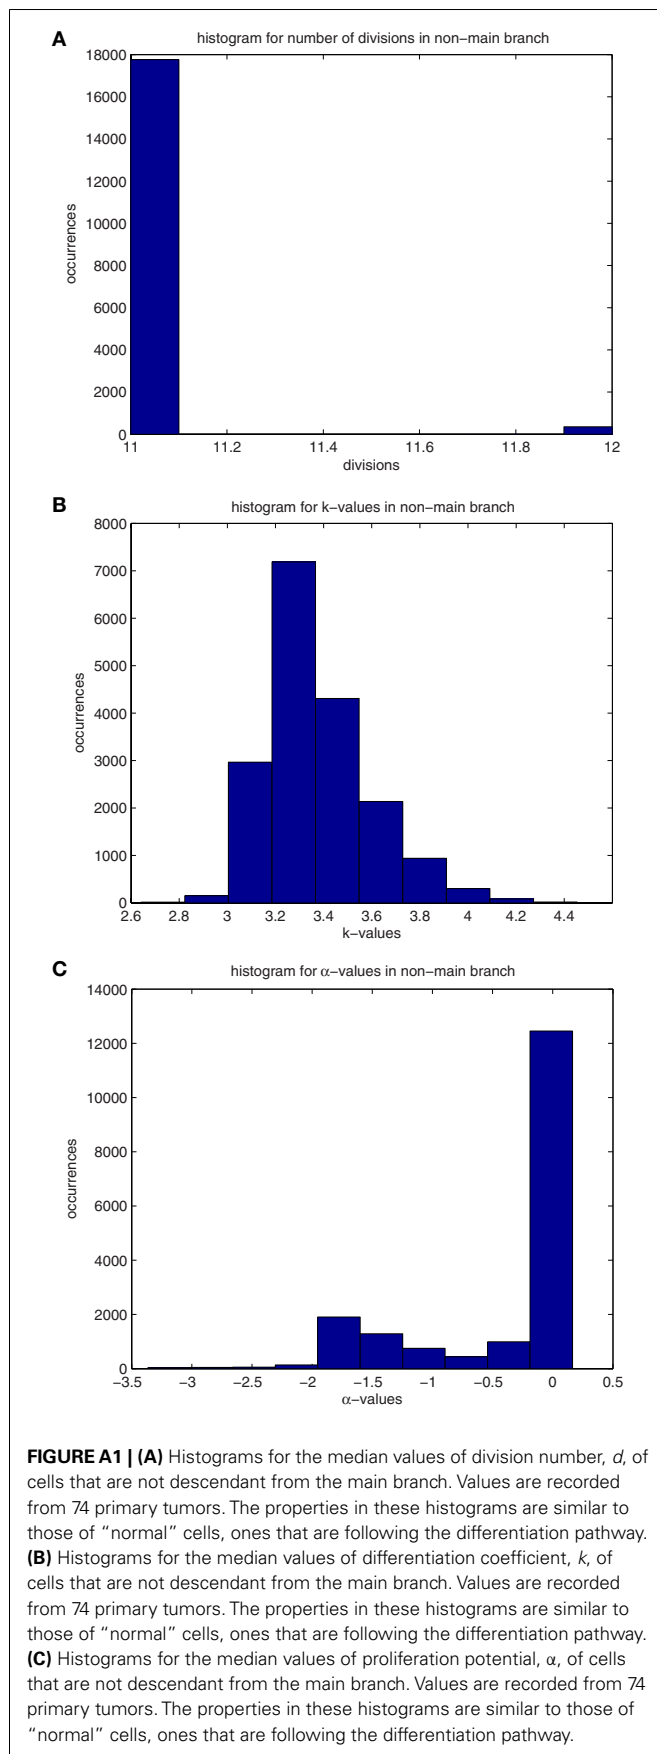 A
histogram for number of divisions in non−main branch
18000
16000
14000
12000
10000
8000
6000
4000
2000
0
occurrences
11 11.2 11.4 11.6 11.8 12
divisions
B
histogram for k−values in non−main branch
8000
7000
6000
5000
4000
3000
2000
1000
0
occurrences
2.6 2.8 3 3.2 3.4 3.6 3.8 4 4.2 4.4
k−values
C
histogram for α−values in non−main branch
14000
12000
10000
8000
6000
4000
2000
0
occurrences
−3.5 −3 −2.5 −2 −1.5 −1 −0.5 0 0.5
α−values
FIGURE A1 | (A) Histograms for the median values of division number, d, of
cells that are not descendant from the main branch. Values are recorded
from 74 primary tumors. The properties in these histograms are similar to
those of “normal” cells, ones that are following the differentiation pathway.
(B) Histograms for the median values of differentiation coefficient, k, of
cells that are not descendant from the main branch. Values are recorded
from 74 primary tumors. The properties in these histograms are similar to
those of “normal” cells, ones that are following the differentiation pathway.
(C) Histograms for the median values of proliferation potential, α, of cells
that are not descendant from the main branch. Values are recorded from 74
primary tumors. The properties in these histograms are similar to those of
“normal” cells, ones that are following the differentiation pathway.